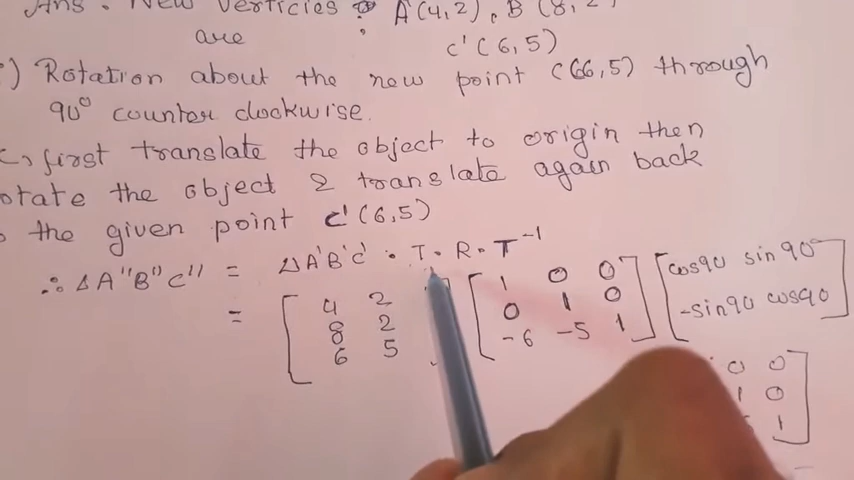 Ans. New verticies : A(4,2), B(8,2
are C'(6,5)
:) Rotation about the new point C(66,5) through
90° counter clockwise.
first translate the object to origin then
otate the object & translate again back
o the given point C'(6,5)
∴ ΔA"B"C" = ΔA'B'C' · T · R · T⁻¹
= [ 4 2 [ 1 0 0 ] [ cos90 sin90°
8 2 0 1 0 -sin90 cos90
6 5 -6 -5 1 ]
0 0
1 0
1